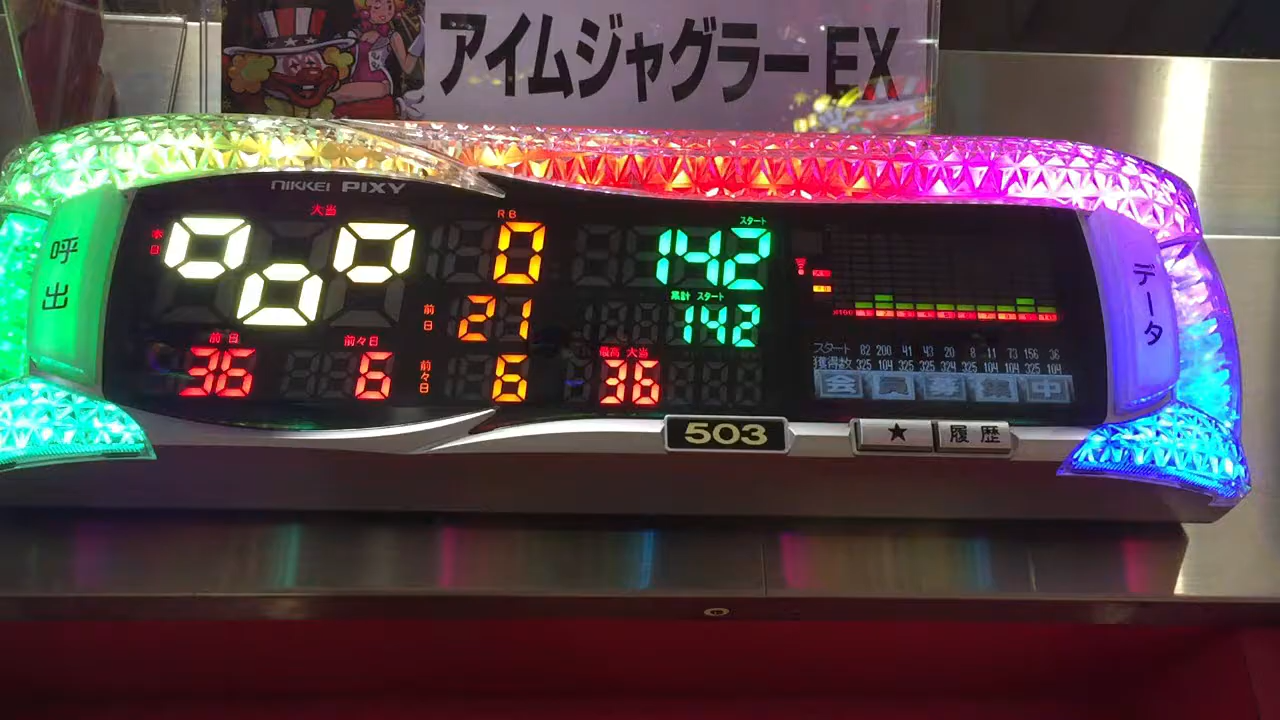 アイムジャグラー EX
NIKKEI PIXY
大当
RB
スタート
本日
0
142
呼出
データ
累計 スタート
前日
21
142
前日
前々日
最高 大当
36
6
前々日
6
36
スタート 82 200 41 43 20 8 11 73 156 36
獲得数 325 104 325 325 324 325 104 104 325 104
会員募集中
503
★
履歴